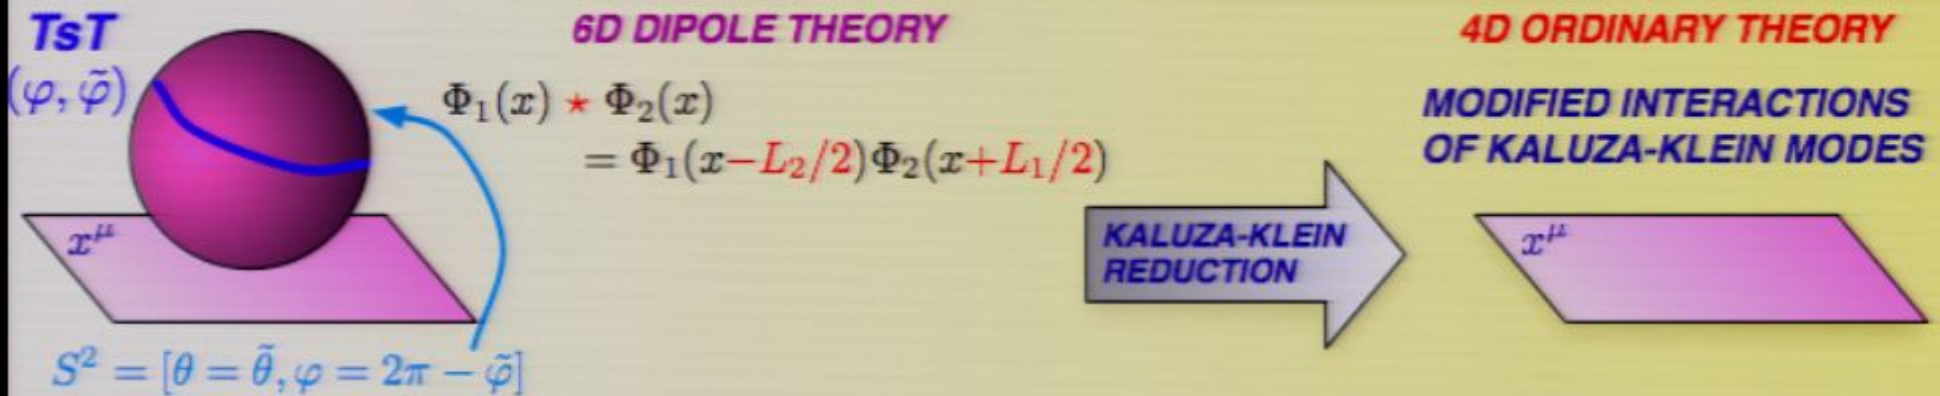 TsT
(φ, φ̃)
6D DIPOLE THEORY
Φ₁(x) ⋆ Φ₂(x)
= Φ₁(x−L₂/2)Φ₂(x+L₁/2)
x^μ
S² = [θ = θ̃, φ = 2π − φ̃]
KALUZA-KLEIN
REDUCTION
4D ORDINARY THEORY
MODIFIED INTERACTIONS
OF KALUZA-KLEIN MODES
x^μ